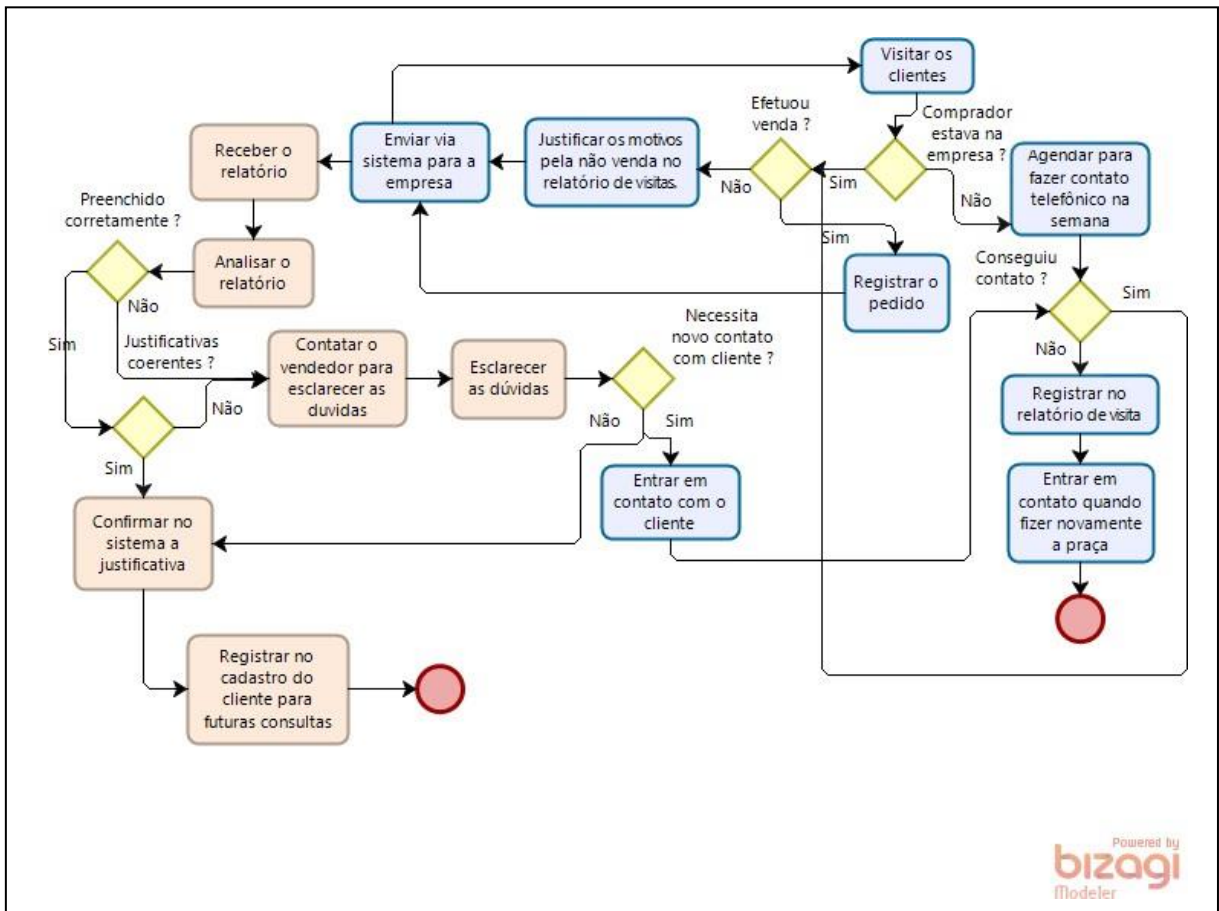 Visitar os
clientes
Efetuou
venda ?
Comprador
estava na
empresa ?
Receber o
relatório
Enviar via
sistema para a
empresa
Justificar os motivos
pela não venda no
relatório de visitas.
Agendar para
fazer contato
telefônico na
semana
Não
Sim
Não
Preenchido
corretamente ?
Sim
Analisar o
relatório
Registrar o
pedido
Conseguiu
contato ?
Sim
Não
Não
Sim
Justificativas
coerentes ?
Contatar o
vendedor para
esclarecer as
duvidas
Esclarecer
as dúvidas
Necessita
novo contato
com cliente ?
Registrar no
relatório de visita
Não
Não
Sim
Sim
Entrar em
contato com o
cliente
Entrar em
contato quando
fizer novamente
a praça
Confirmar no
sistema a
justificativa
Registrar no
cadastro do
cliente para
futuras consultas
Powered by
bizagi
Modeler